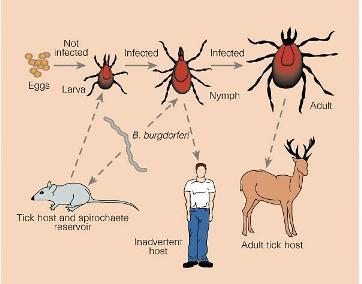 Not
infected
Infected
Infected
Eggs
Larva
Nymph
Adult
B. burgdorferi
Tick host and spirochaete
reservoir
Inadvertent
host
Adult tick host